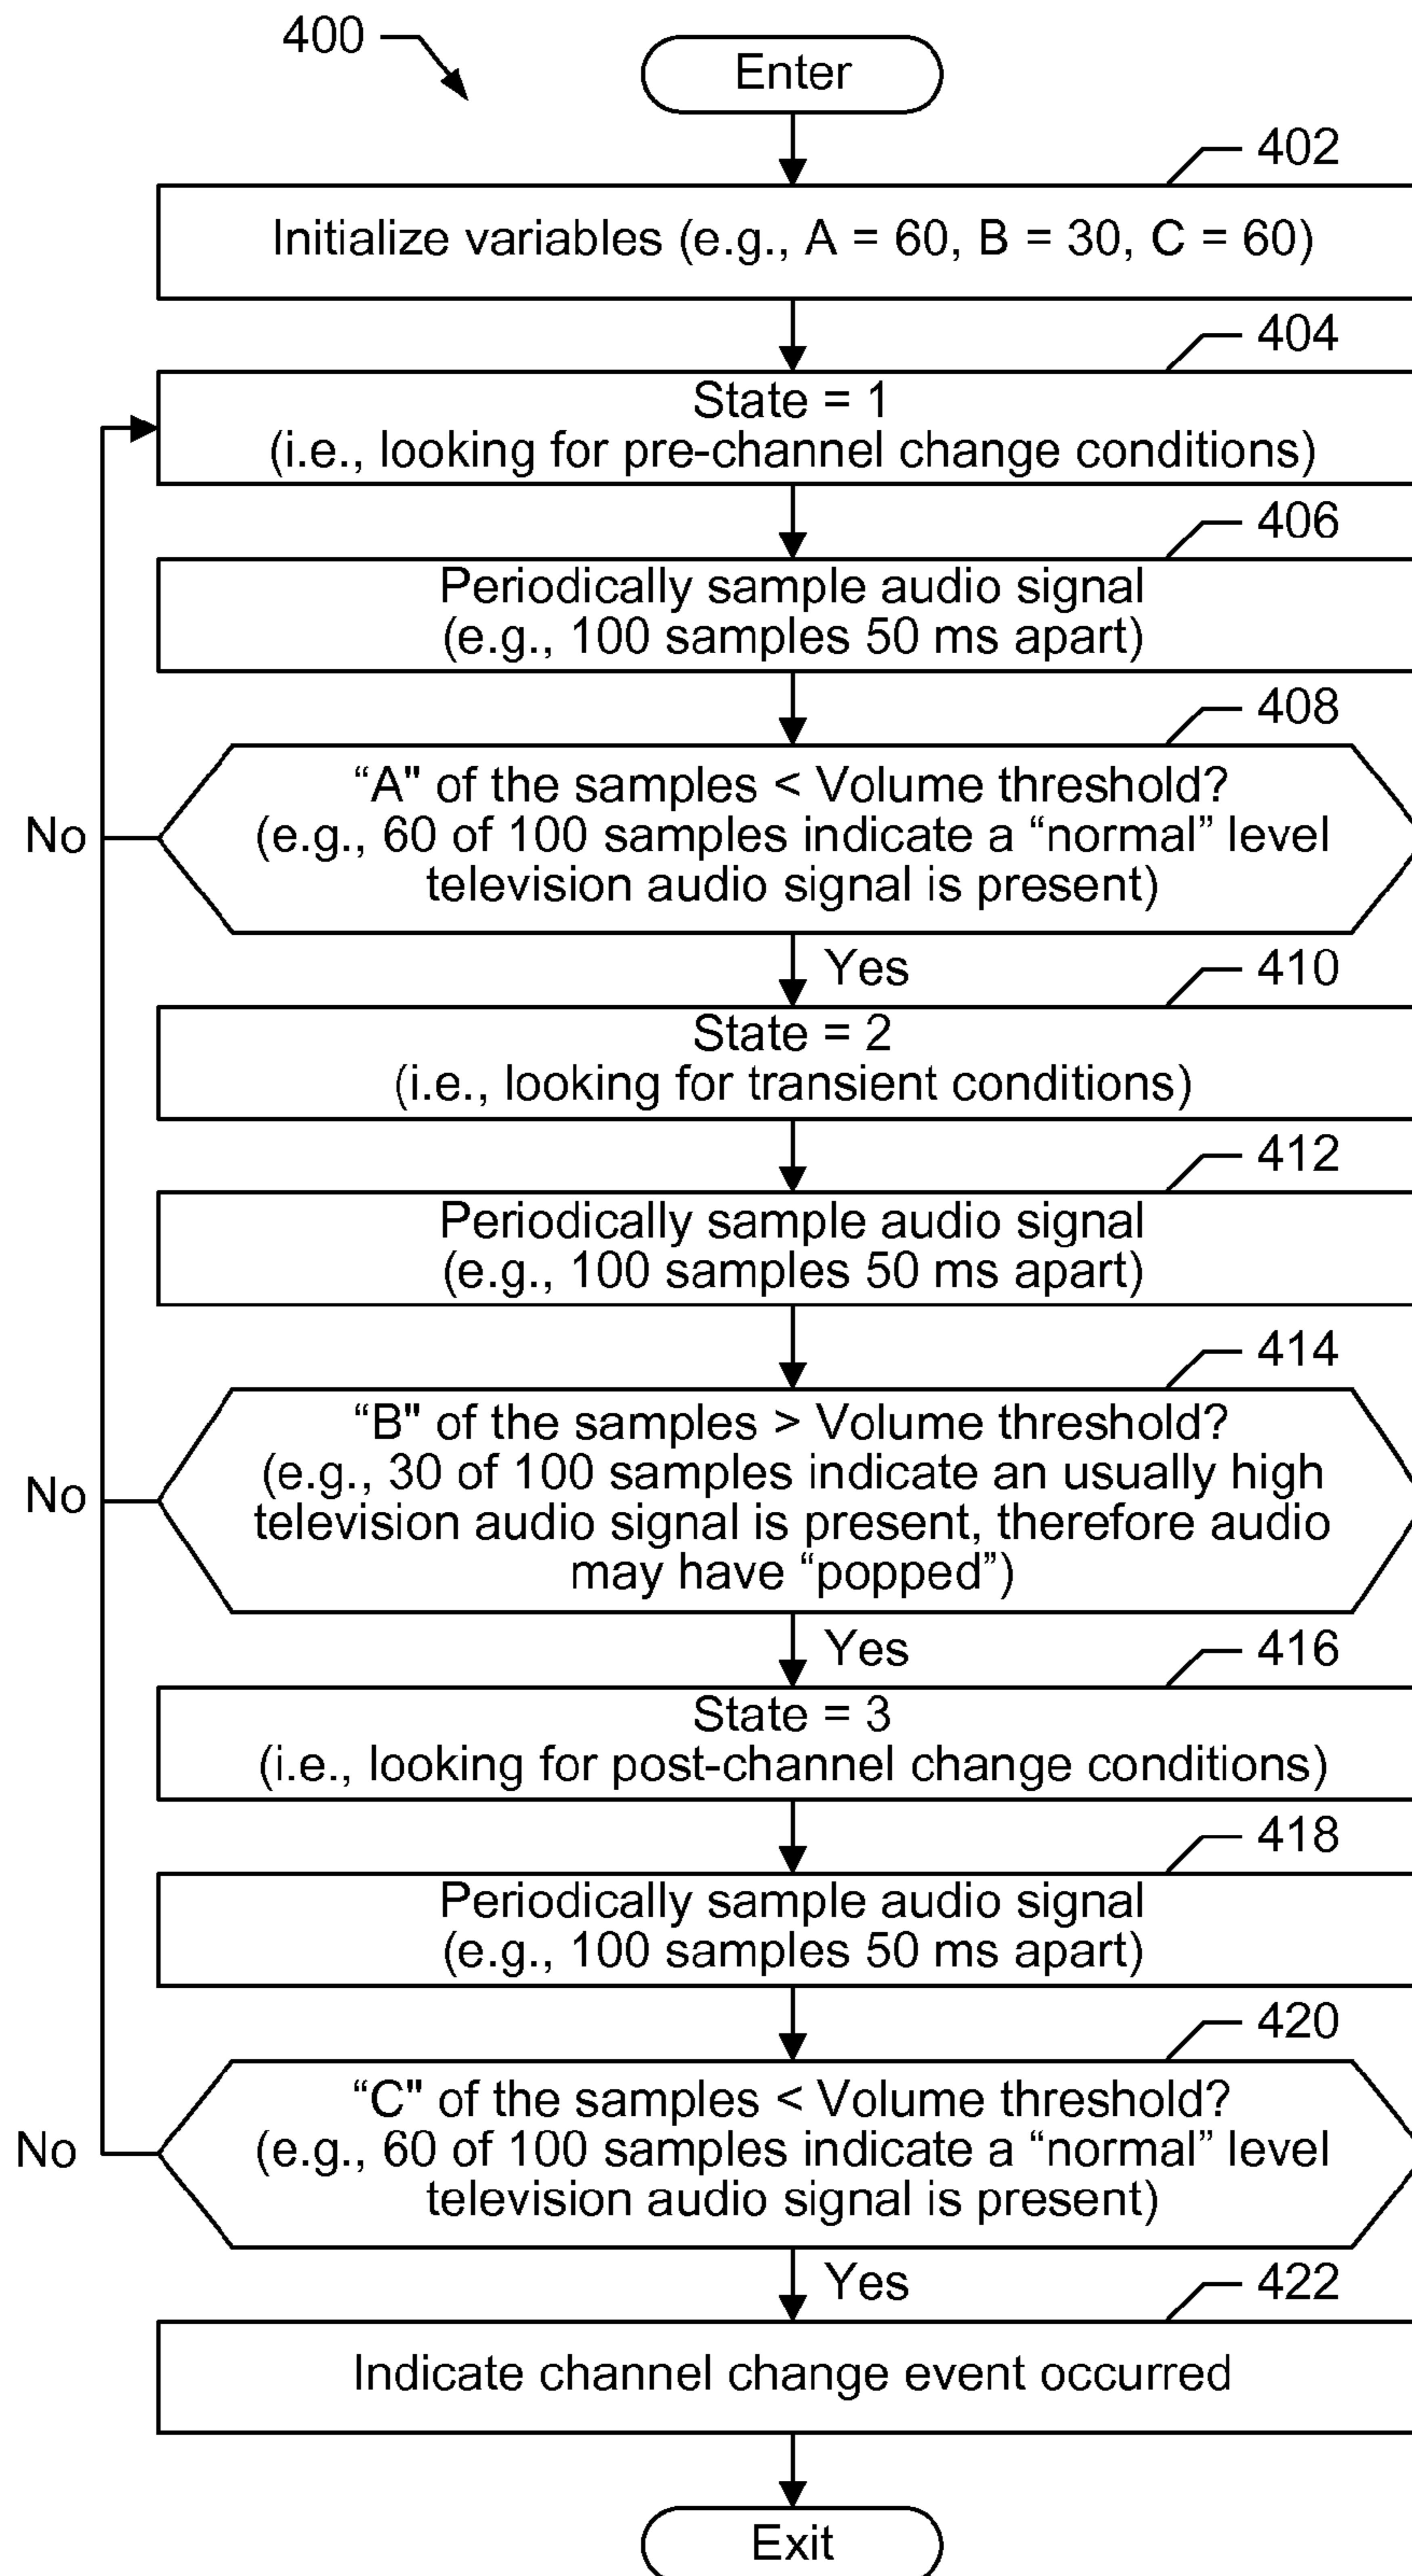 400
Enter
402
Initialize variables (e.g., A = 60, B = 30, C = 60)
404
State = 1
(i.e., looking for pre-channel change conditions)
406
Periodically sample audio signal
(e.g., 100 samples 50 ms apart)
408
“A" of the samples < Volume threshold?
(e.g., 60 of 100 samples indicate a “normal” level
television audio signal is present)
No
Yes
410
State = 2
(i.e., looking for transient conditions)
412
Periodically sample audio signal
(e.g., 100 samples 50 ms apart)
414
“B" of the samples > Volume threshold?
(e.g., 30 of 100 samples indicate an usually high
television audio signal is present, therefore audio
may have “popped”)
No
Yes
416
State = 3
(i.e., looking for post-channel change conditions)
418
Periodically sample audio signal
(e.g., 100 samples 50 ms apart)
420
“C" of the samples < Volume threshold?
(e.g., 60 of 100 samples indicate a “normal” level
television audio signal is present)
No
Yes
422
Indicate channel change event occurred
Exit